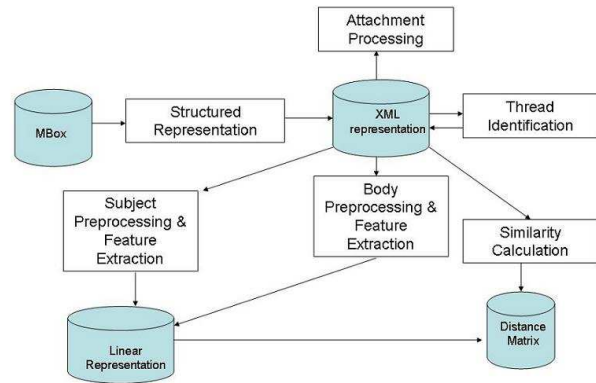 Attachment
Processing
MBox
Structured
Representation
XML
representation
Thread
Identification
Subject
Preprocessing &
Feature
Extraction
Body
Preprocessing &
Feature
Extraction
Similarity
Calculation
Linear
Representation
Distance
Matrix